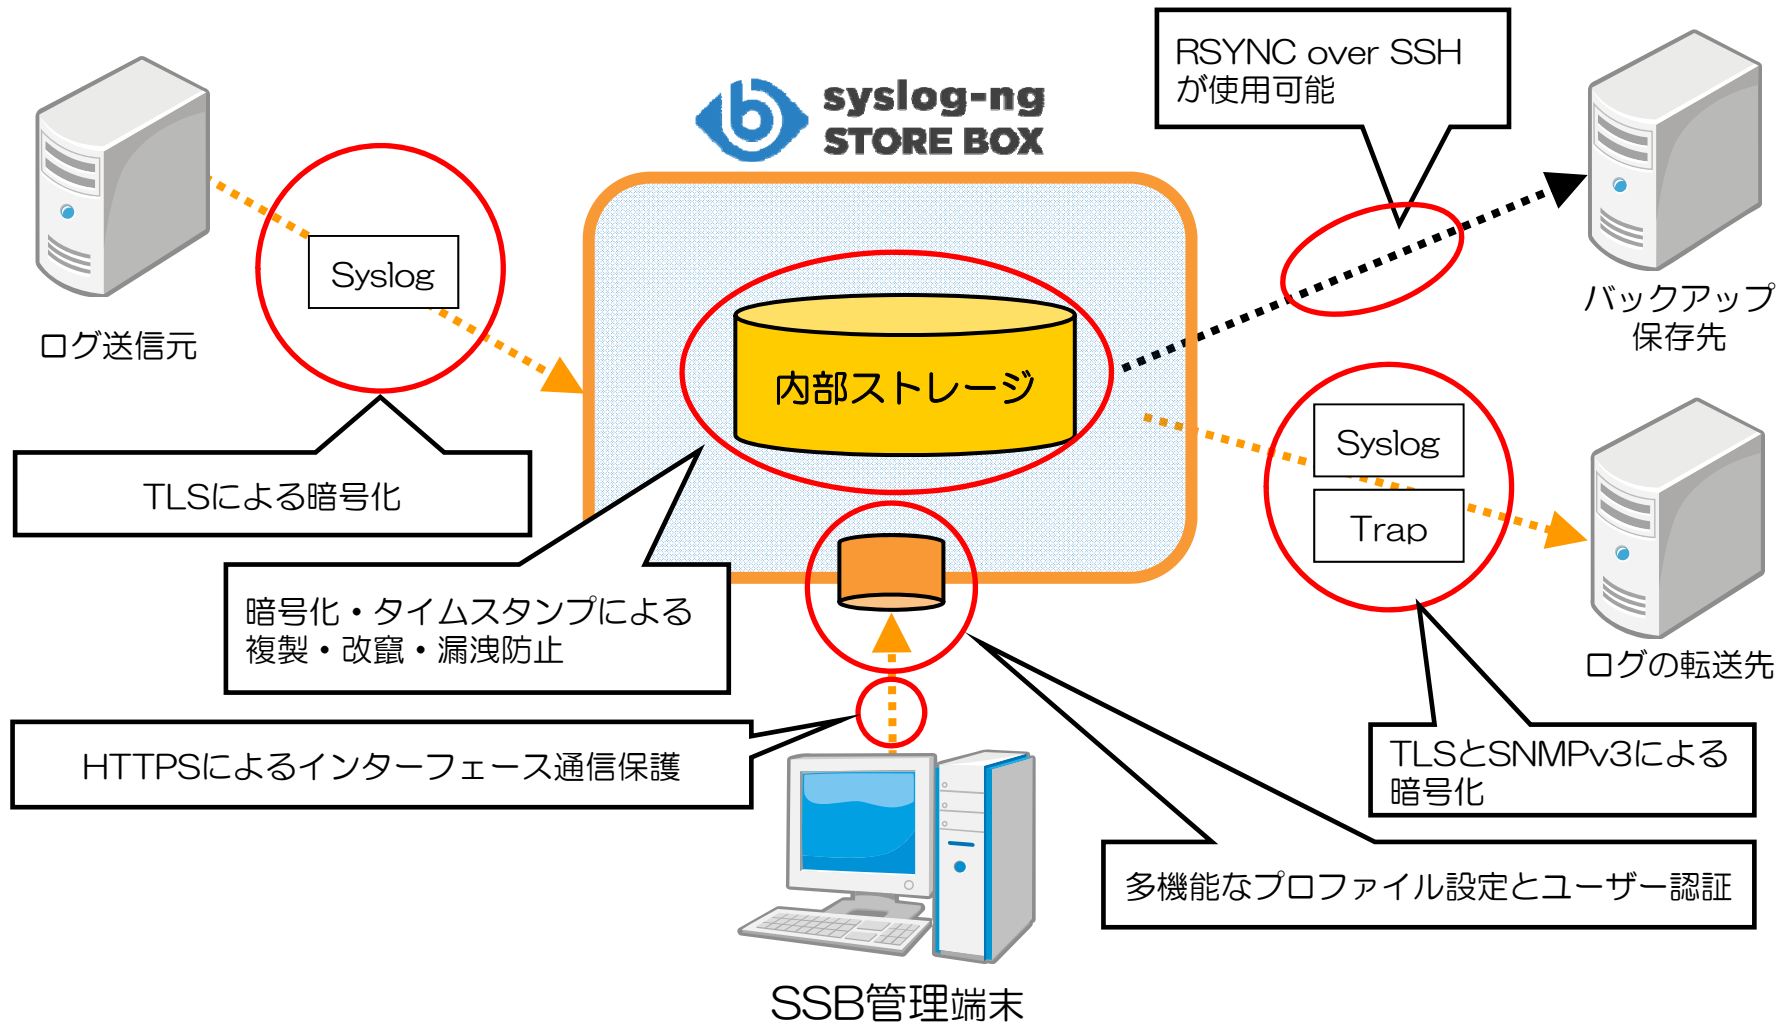 RSYNC over SSH
が使用可能
syslog-ng
STORE BOX
Syslog
ログ送信元
バックアップ
保存先
内部ストレージ
Syslog
Trap
TLSによる暗号化
暗号化・タイムスタンプによる
複製・改竄・漏洩防止
ログの転送先
HTTPSによるインターフェース通信保護
TLSとSNMPv3による
暗号化
多機能なプロファイル設定とユーザー認証
SSB管理端末